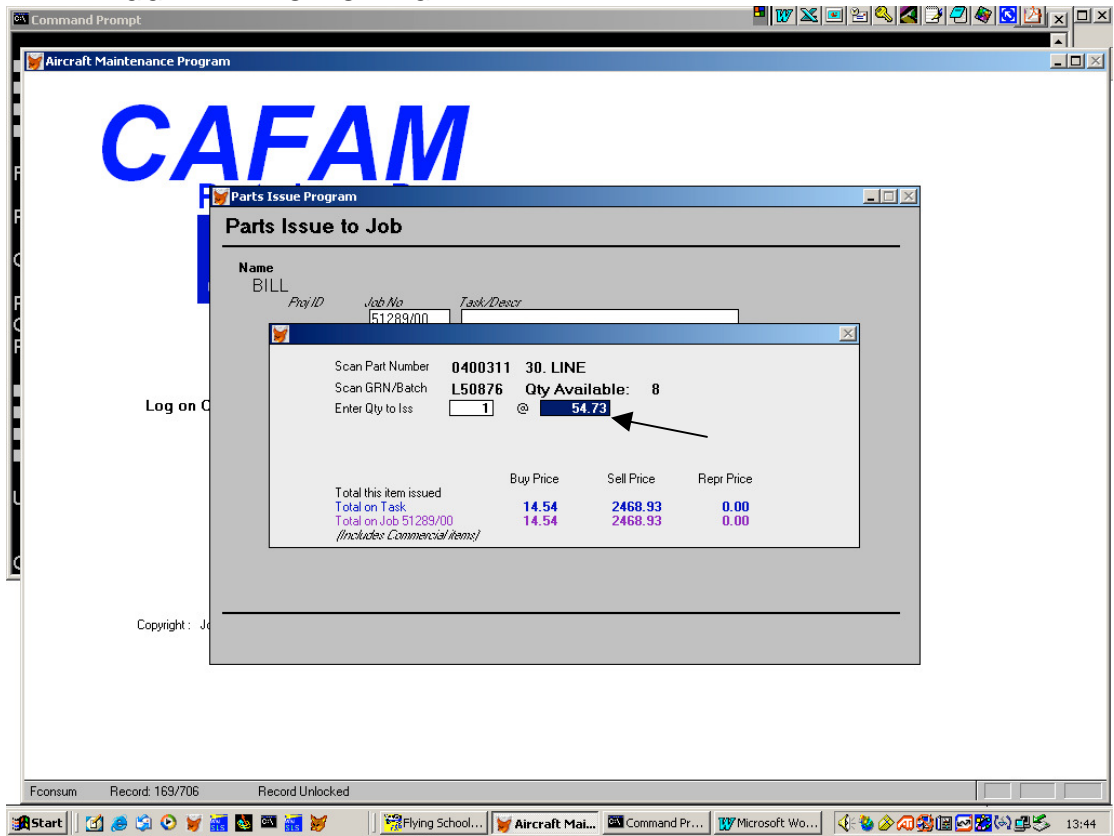 Command Prompt
Aircraft Maintenance Program
CAFAM
Parts Issue Program
Parts Issue to Job
Name
BILL
Proj ID Job No Task/Descr
51289/00
Scan Part Number 0400311 30. LINE
Scan GRN/Batch L50876 Qty Available: 8
Enter Qty to Iss 1 @ 54.73
Log on
Buy Price Sell Price Repr Price
Total this item issued
Total on Task 14.54 2468.93 0.00
Total on Job 51289/00 14.54 2468.93 0.00
(Includes Commercial items)
Copyright :
Fconsum Record: 169/706 Record Unlocked
Start Flying School... Aircraft Mai... Command Pr... Microsoft Wo... 13:44